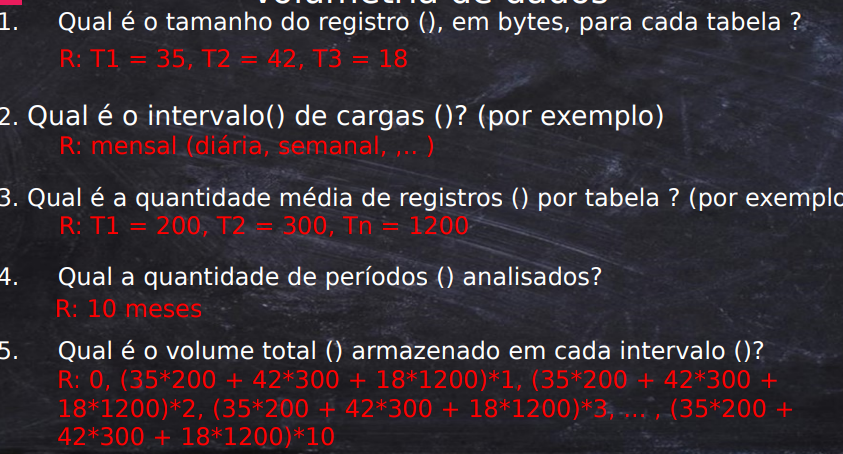 volumetria de dados
1. Qual é o tamanho do registro (), em bytes, para cada tabela ?
R: T1 = 35, T2 = 42, T3 = 18
2. Qual é o intervalo() de cargas ()? (por exemplo)
R: mensal (diária, semanal, ,.. )
3. Qual é a quantidade média de registros () por tabela ? (por exemplo
R: T1 = 200, T2 = 300, Tn = 1200
4. Qual a quantidade de períodos () analisados?
R: 10 meses
5. Qual é o volume total () armazenado em cada intervalo ()?
R: 0, (35*200 + 42*300 + 18*1200)*1, (35*200 + 42*300 +
18*1200)*2, (35*200 + 42*300 + 18*1200)*3, ... , (35*200 +
42*300 + 18*1200)*10